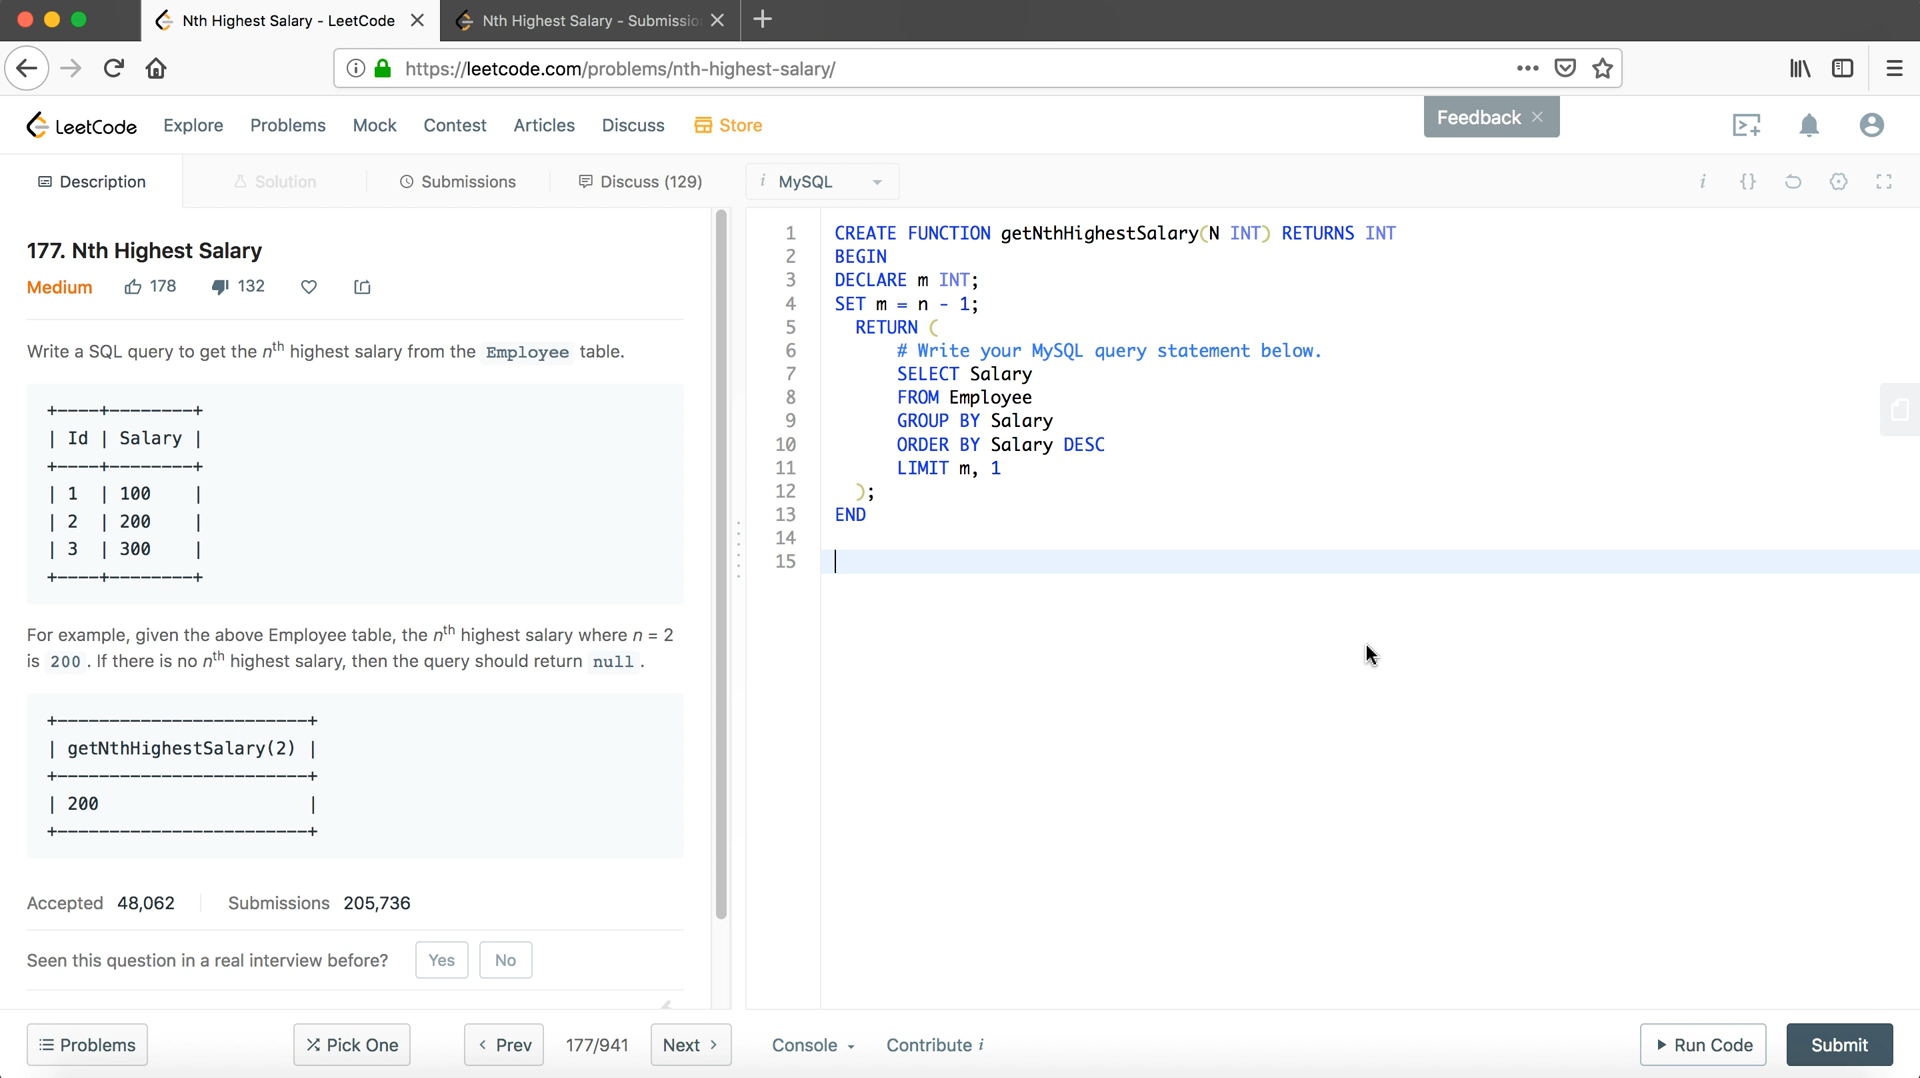 Nth Highest Salary - LeetCode
Nth Highest Salary - Submissio
https://leetcode.com/problems/nth-highest-salary/
LeetCode Explore Problems Mock Contest Articles Discuss Store
Feedback
Description Solution Submissions Discuss (129)
i MySQL
i {}
177. Nth Highest Salary
Medium 178 132
Write a SQL query to get the nth highest salary from the Employee table.
+----+--------+
| Id | Salary |
+----+--------+
| 1 | 100 |
| 2 | 200 |
| 3 | 300 |
+----+--------+
For example, given the above Employee table, the nth highest salary where n = 2
is 200 . If there is no nth highest salary, then the query should return null .
+------------------------+
| getNthHighestSalary(2) |
+------------------------+
| 200 |
+------------------------+
Accepted 48,062 Submissions 205,736
Seen this question in a real interview before? Yes No
1 CREATE FUNCTION getNthHighestSalary(N INT) RETURNS INT
2 BEGIN
3 DECLARE m INT;
4 SET m = n - 1;
5 RETURN (
6 # Write your MySQL query statement below.
7 SELECT Salary
8 FROM Employee
9 GROUP BY Salary
10 ORDER BY Salary DESC
11 LIMIT m, 1
12 );
13 END
14
15
Problems Pick One Prev 177/941 Next Console Contribute i Run Code Submit